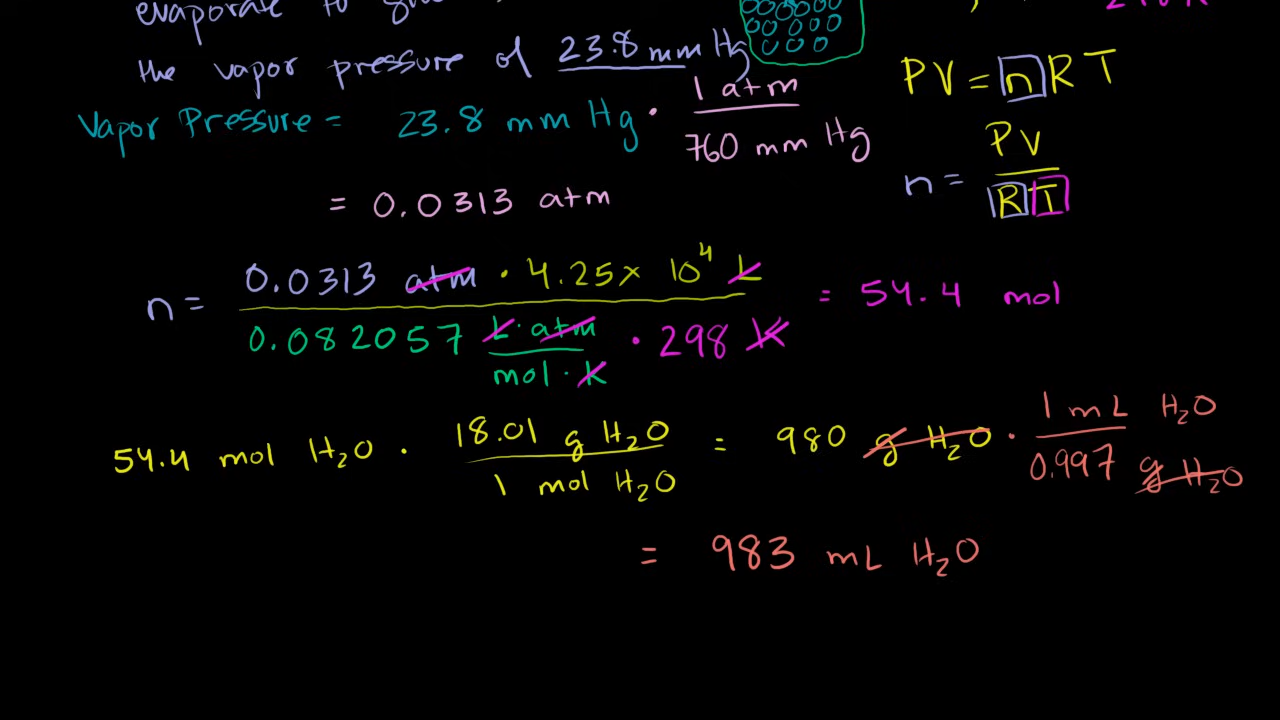 evaporate to
the vapor pressure of 23.8 mm Hg
Vapor Pressure = 23.8 mm Hg · 1 atm / 760 mm Hg
= 0.0313 atm
PV = nRT
n = PV / RT
n = 0.0313 atm · 4.25 x 10⁴ L / 0.082057 L·atm / mol·K · 298 K = 54.4 mol
54.4 mol H₂O · 18.01 g H₂O / 1 mol H₂O = 980 g H₂O · 1 mL H₂O / 0.997 g H₂O
= 983 mL H₂O